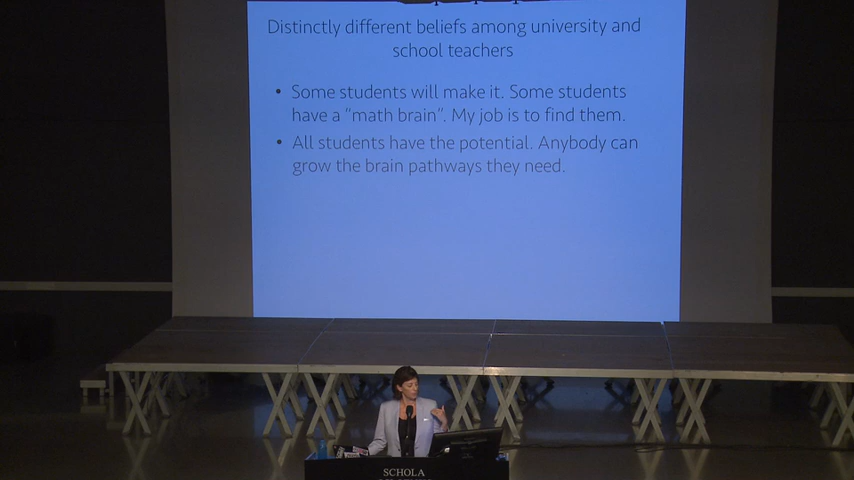 Distinctly different beliefs among university and
school teachers
• Some students will make it. Some students
have a "math brain". My job is to find them.
• All students have the potential. Anybody can
grow the brain pathways they need.
SCHOLA